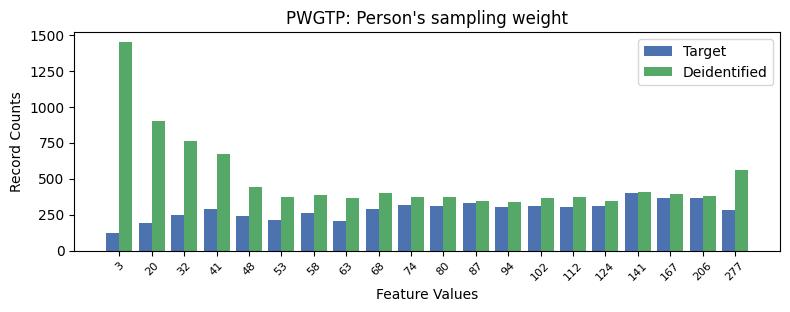 PWGTP: Person's sampling weight
Record Counts
1500
1250
1000
750
500
250
0
Target
Deidentified
3 20 32 41 48 53 58 63 68 74 80 87 94 102 112 124 141 167 206 277
Feature Values